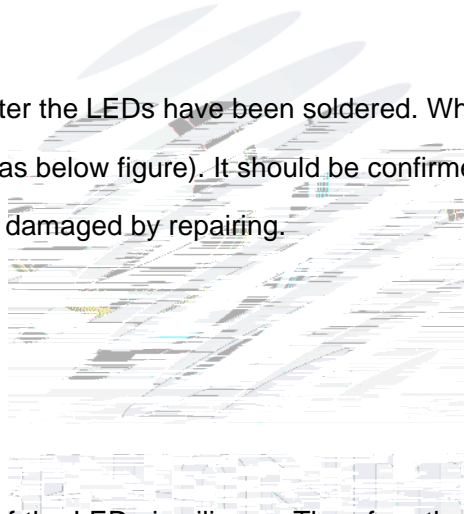 ter the LEDs have been soldered. Wh
as below figure). It should be confirme
damaged by repairing.